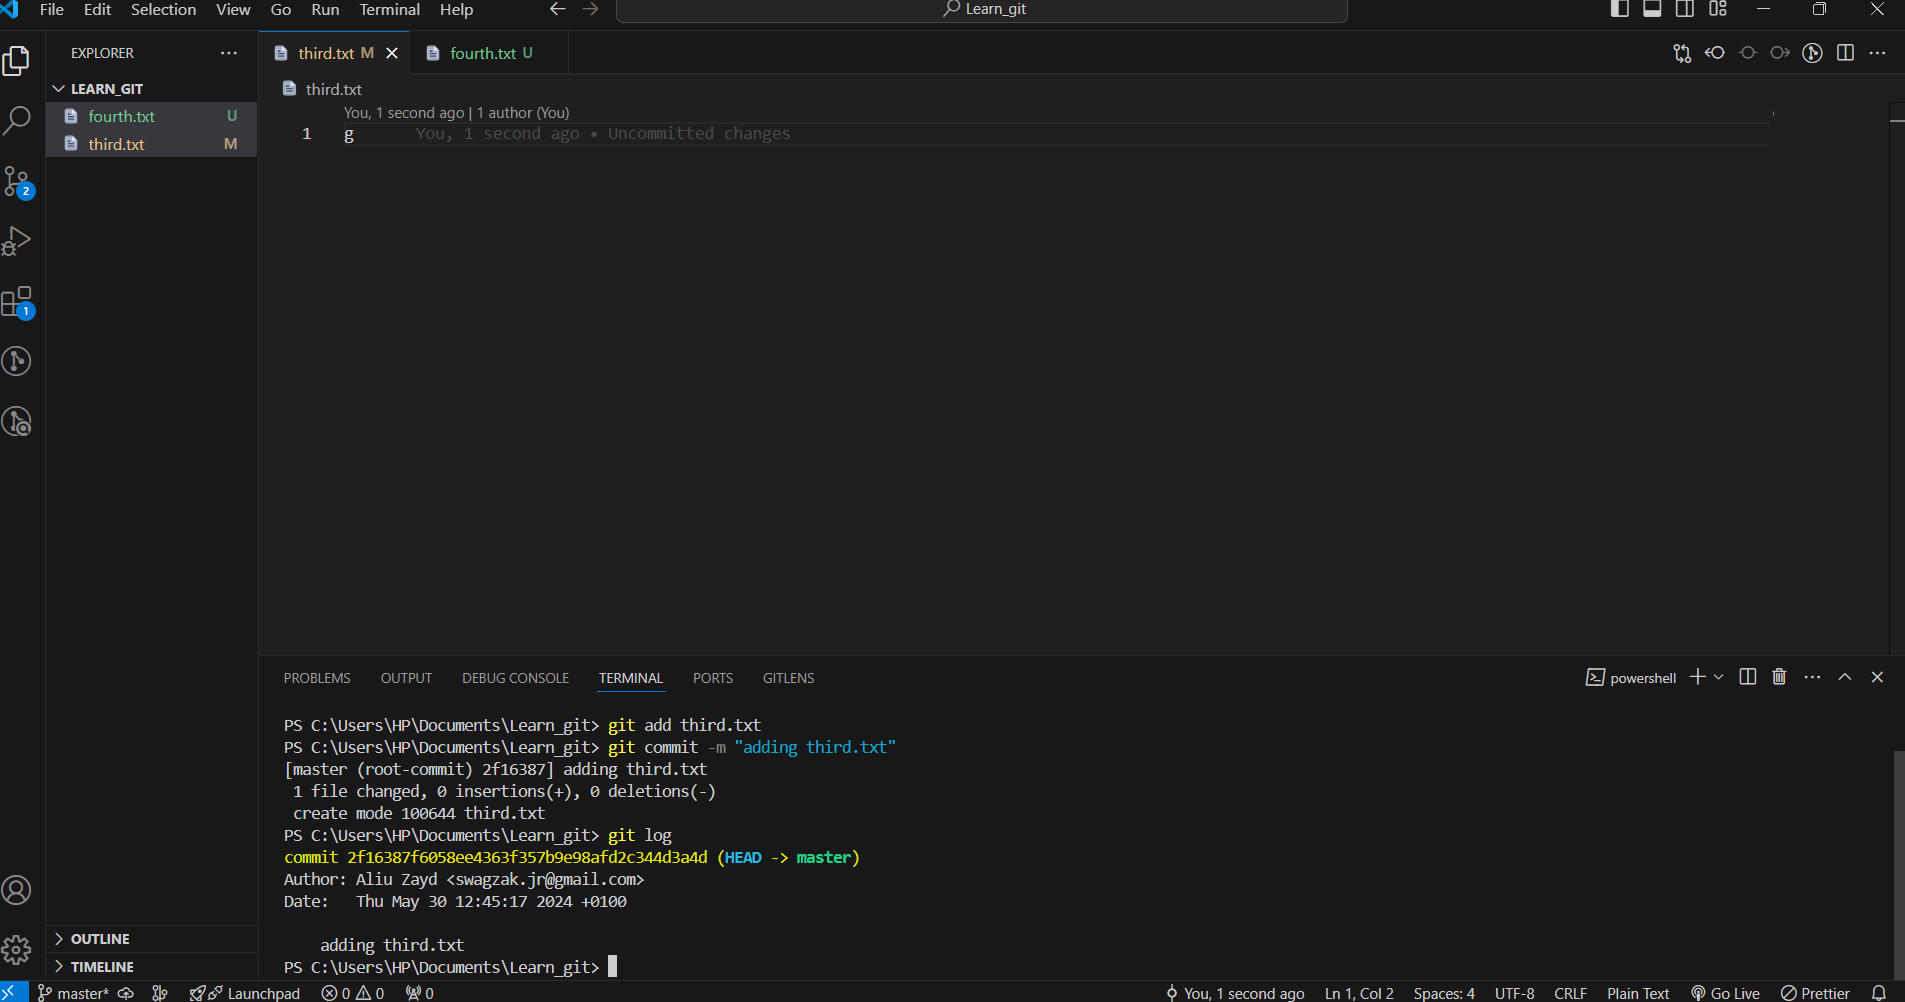 File Edit Selection View Go Run Terminal Help Learn_git
EXPLORER
LEARN_GIT
fourth.txt U
third.txt M
2
1
OUTLINE
TIMELINE
third.txt M fourth.txt U
third.txt
You, 1 second ago | 1 author (You)
1 g You, 1 second ago • Uncommitted changes
PROBLEMS OUTPUT DEBUG CONSOLE TERMINAL PORTS GITLENS powershell
PS C:\Users\HP\Documents\Learn_git> git add third.txt
PS C:\Users\HP\Documents\Learn_git> git commit -m "adding third.txt"
[master (root-commit) 2f16387] adding third.txt
1 file changed, 0 insertions(+), 0 deletions(-)
create mode 100644 third.txt
PS C:\Users\HP\Documents\Learn_git> git log
commit 2f16387f6058ee4363f357b9e98afd2c344d3a4d (HEAD -> master)
Author: Aliu Zayd <swagzak.jr@gmail.com>
Date: Thu May 30 12:45:17 2024 +0100
adding third.txt
PS C:\Users\HP\Documents\Learn_git>
master* Launchpad 0 0 0 You, 1 second ago Ln 1, Col 2 Spaces: 4 UTF-8 CRLF Plain Text Go Live Prettier